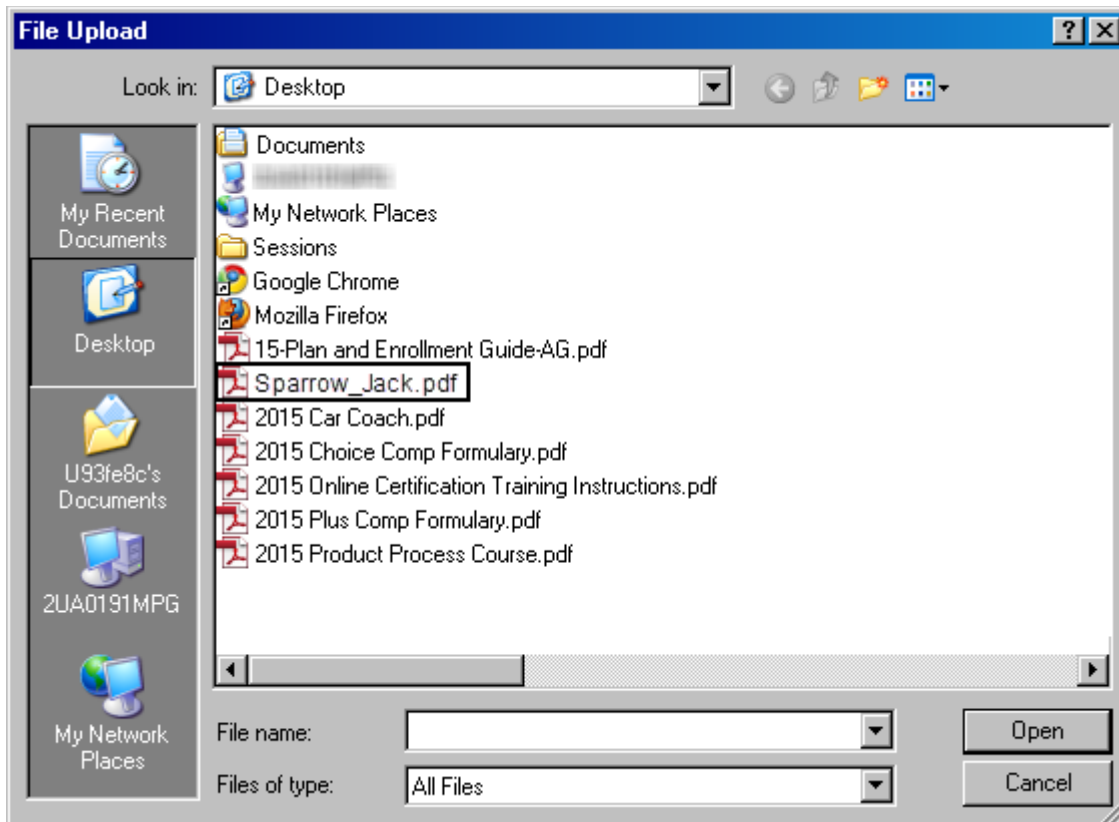 File Upload
Look in: Desktop
My Recent
Documents
Desktop
U93fe8c's
Documents
2UA0191MPG
My Network
Places
Documents
My Network Places
Sessions
Google Chrome
Mozilla Firefox
15-Plan and Enrollment Guide-AG.pdf
Sparrow_Jack.pdf
2015 Car Coach.pdf
2015 Choice Comp Formulary.pdf
2015 Online Certification Training Instructions.pdf
2015 Plus Comp Formulary.pdf
2015 Product Process Course.pdf
File name:
Open
Files of type: All Files
Cancel